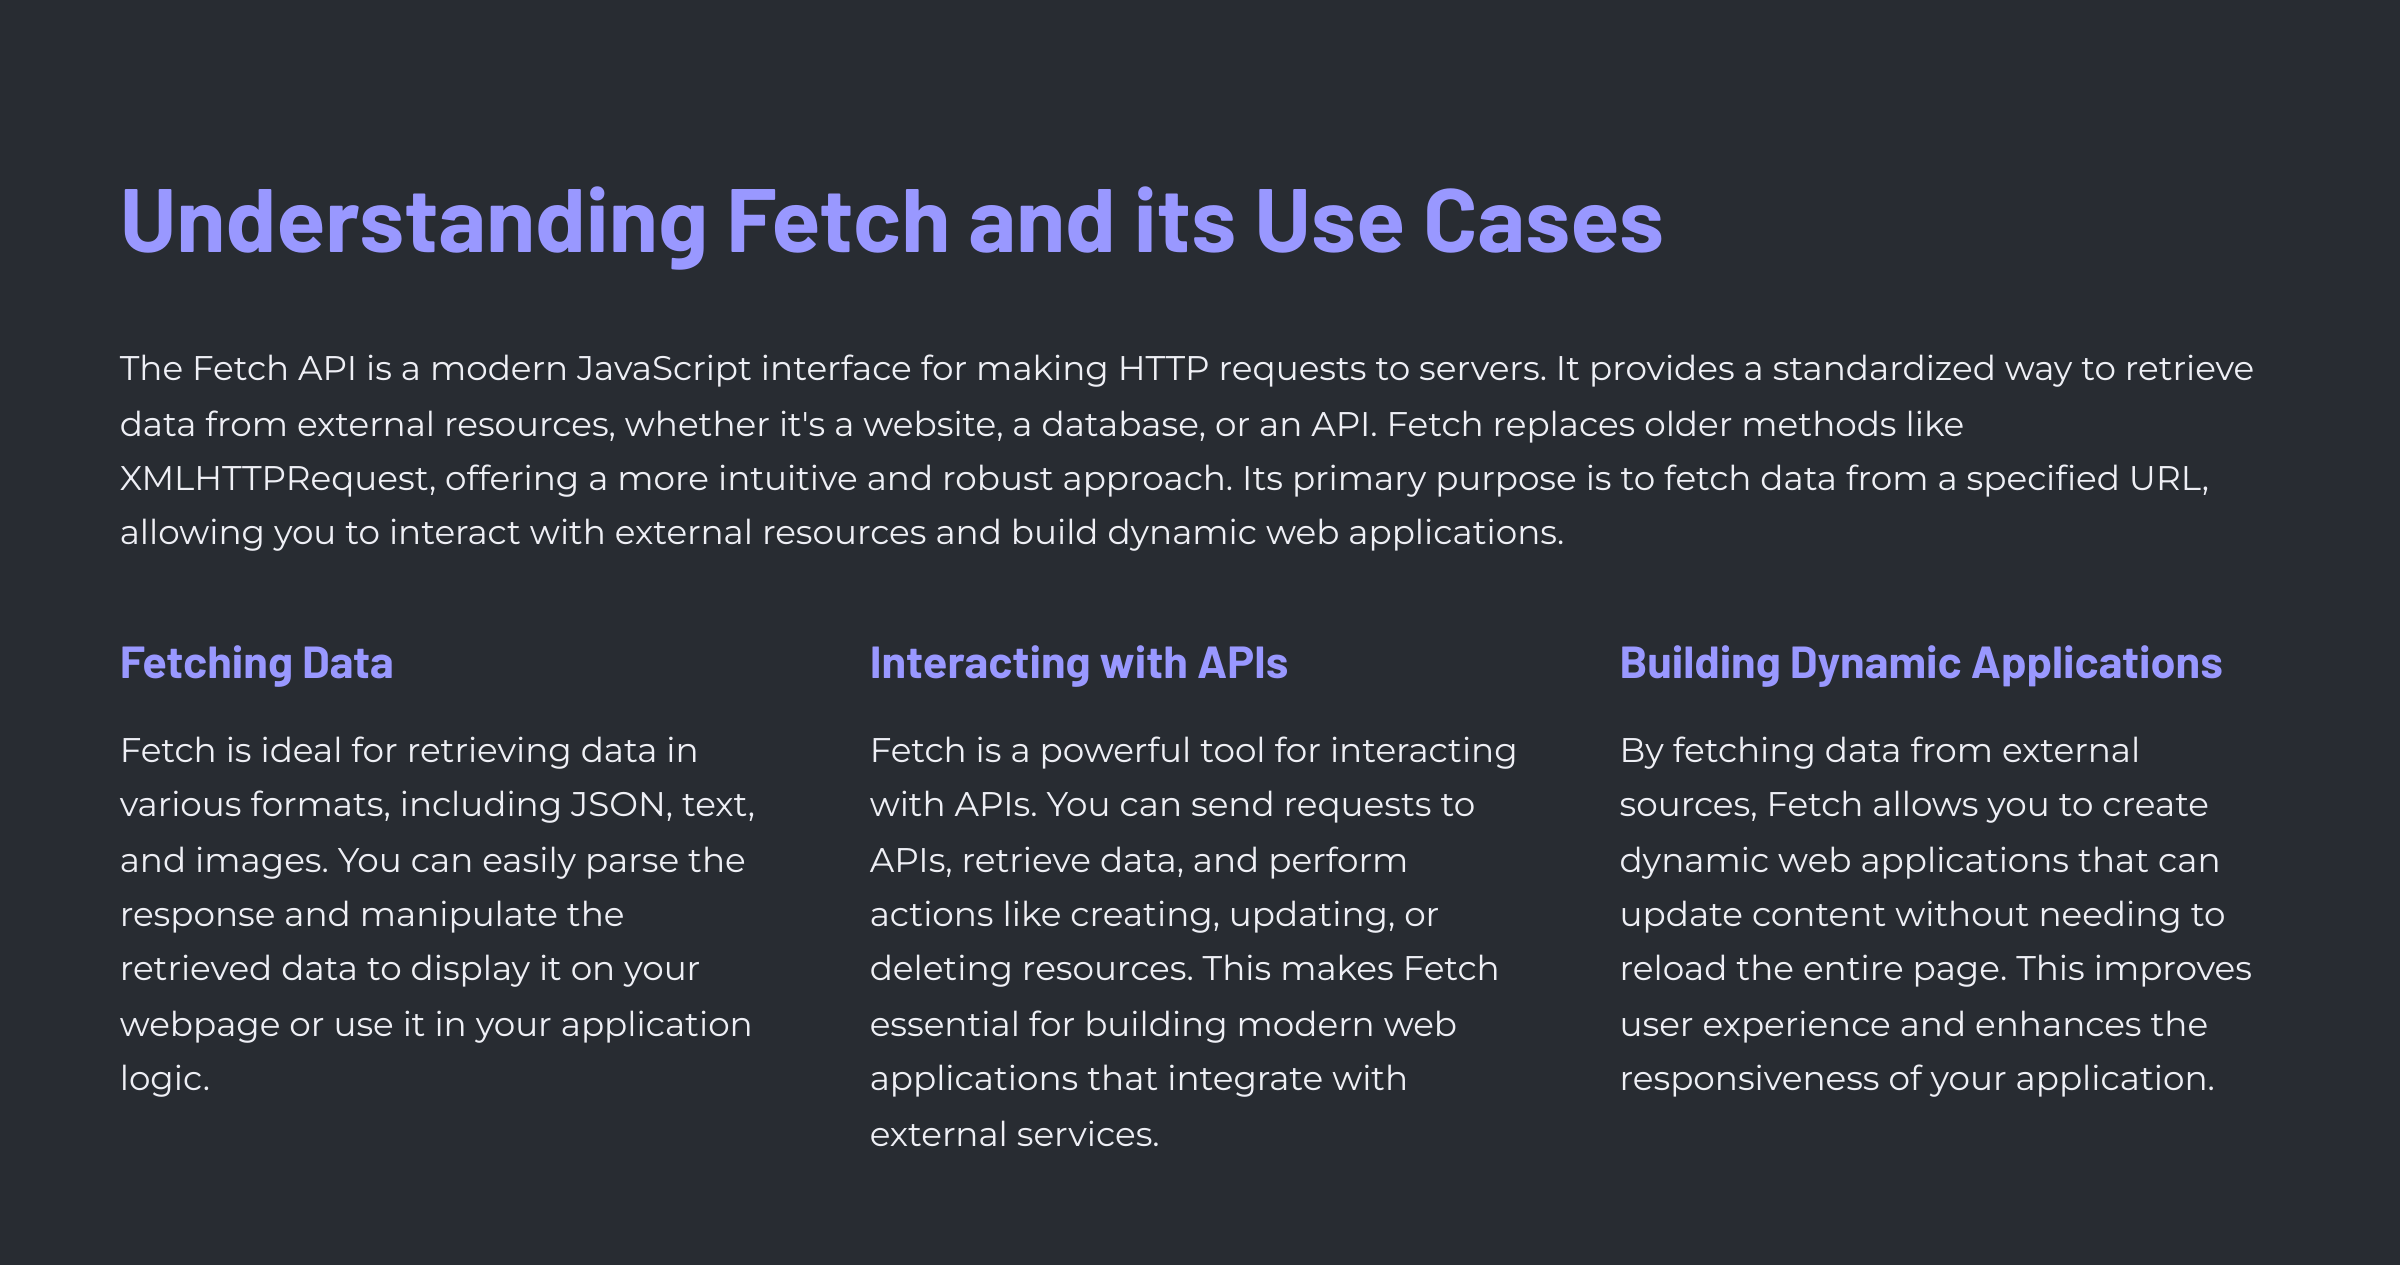 Understanding Fetch and its Use Cases
The Fetch API is a modern JavaScript interface for making HTTP requests to servers. It provides a standardized way to retrieve
data from external resources, whether it's a website, a database, or an API. Fetch replaces older methods like
XMLHTTPRequest, offering a more intuitive and robust approach. Its primary purpose is to fetch data from a specified URL,
allowing you to interact with external resources and build dynamic web applications.
Fetching Data
Fetch is ideal for retrieving data in
various formats, including JSON, text,
and images. You can easily parse the
response and manipulate the
retrieved data to display it on your
webpage or use it in your application
logic.
Interacting with APIs
Fetch is a powerful tool for interacting
with APIs. You can send requests to
APIs, retrieve data, and perform
actions like creating, updating, or
deleting resources. This makes Fetch
essential for building modern web
applications that integrate with
external services.
Building Dynamic Applications
By fetching data from external
sources, Fetch allows you to create
dynamic web applications that can
update content without needing to
reload the entire page. This improves
user experience and enhances the
responsiveness of your application.